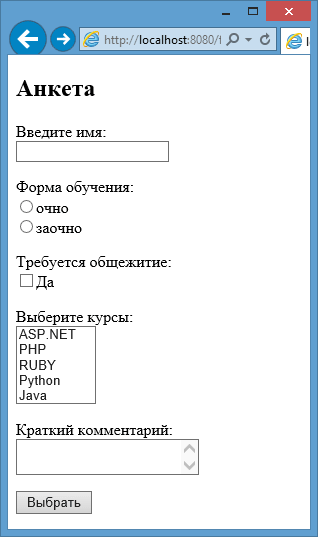 http://localhost:8080/f
Анкета
Введите имя:
Форма обучения:
очно
заочно
Требуется общежитие:
Да
Выберите курсы:
ASP.NET
PHP
RUBY
Python
Java
Краткий комментарий:
Выбрать